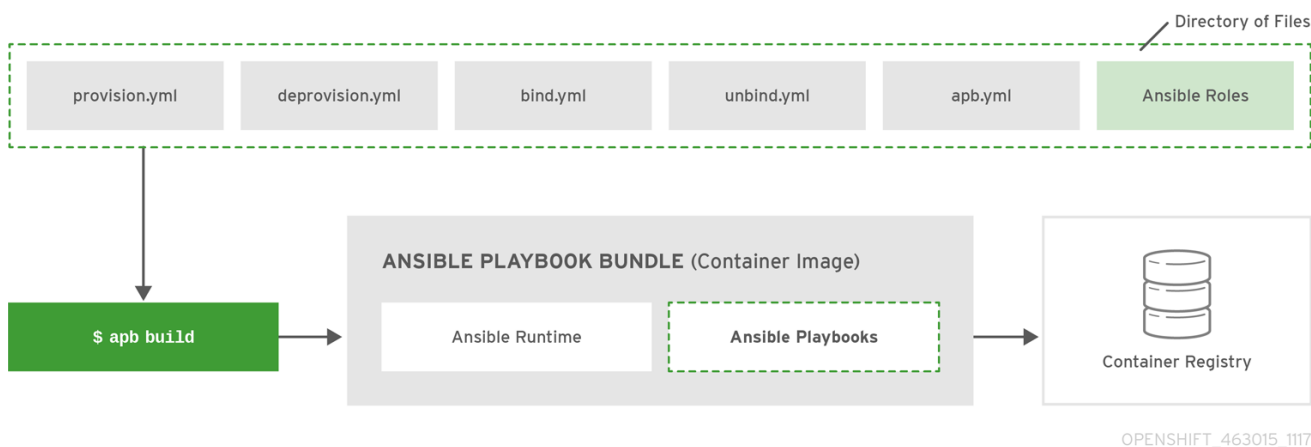 Directory of Files
provision.yml
deprovision.yml
bind.yml
unbind.yml
apb.yml
Ansible Roles
ANSIBLE PLAYBOOK BUNDLE (Container Image)
$ apb build
Ansible Runtime
Ansible Playbooks
Container Registry
OPENSHIFT_463015_1117